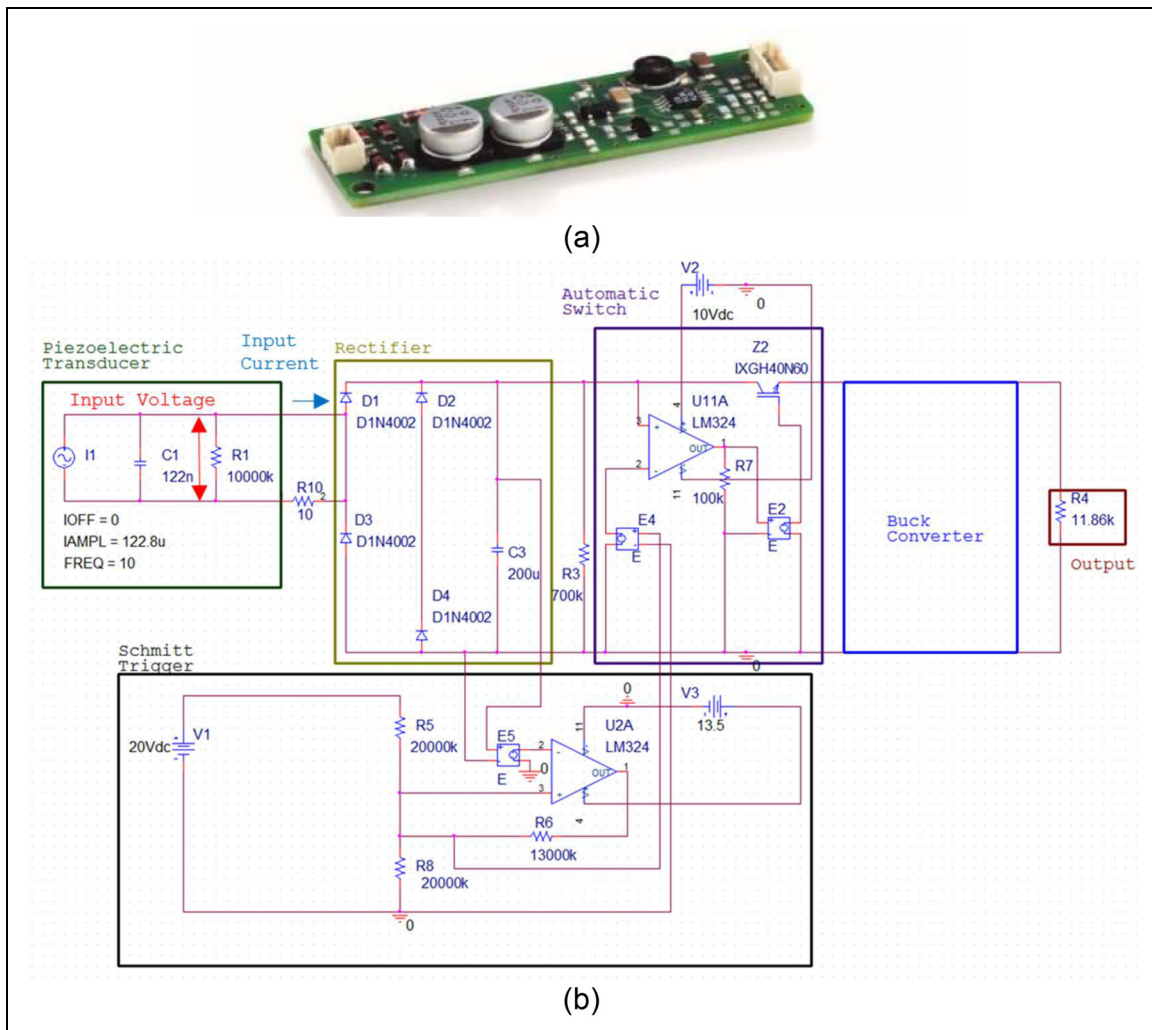 (a)
V2
Automatic
Switch
0
10Vdc
Piezoelectric
Transducer
Input
Current
Rectifier
Z2
IXGH40N60
Input Voltage
D1
D1N4002
D2
D1N4002
4
U11A
LM324
3
+
OUT
1
2
-
11
I1
C1
122n
R1
10000k
R10
2
10
R7
100k
D3
D1N4002
E4
E
E2
E
Buck
Converter
R4
11.86k
Output
IOFF = 0
IAMPL = 122.8u
FREQ = 10
C3
200u
R3
700k
D4
D1N4002
0
Schmitt
Trigger
0
V3
13.5
V1
20Vdc
R5
20000k
E5
E
0
11
U2A
LM324
2
-
OUT
1
3
+
4
R6
13000k
R8
20000k
0
(b)